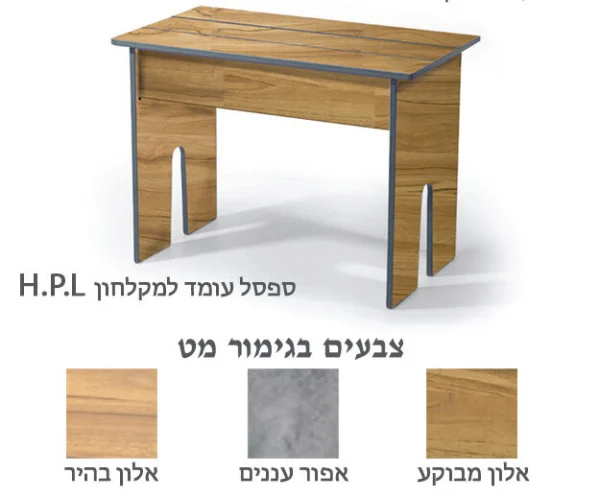 ספסל עומד למקלחון H.P.L
צבעים בגימור מט
אלון בהיר
אפור עננים
אלון מבוקע